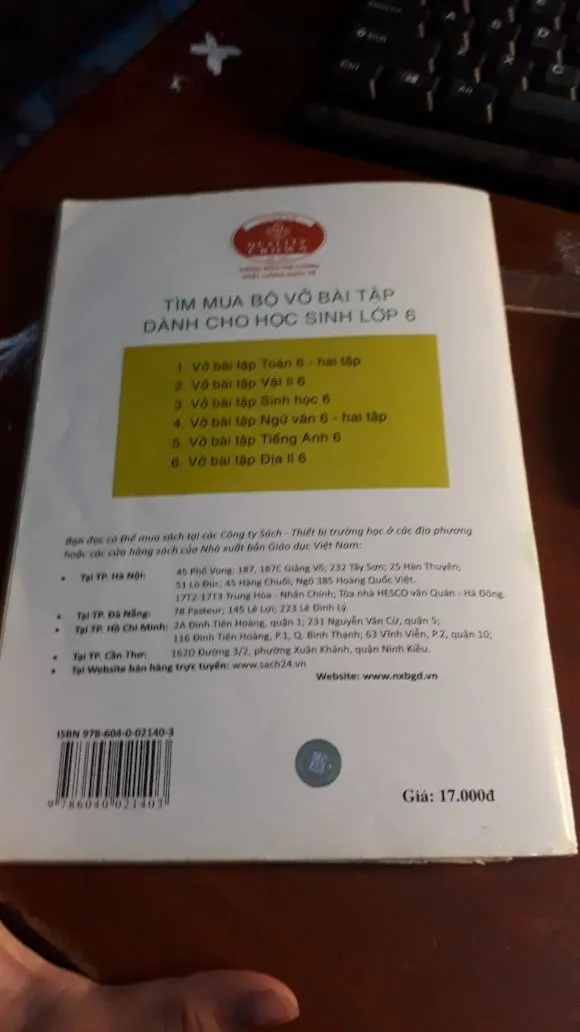 Ctrl
Alt
A
D
X
C
QUALITY
CROWN
TÌM MUA BỘ VỞ BÀI TẬP
DÀNH CHO HỌC SINH LỚP 6
1. Vở bài tập Toán 6 - hai tập
2. Vở bài tập Vật lí 6
3. Vở bài tập Sinh học 6
4. Vở bài tập Ngữ văn 6 - hai tập
5. Vở bài tập Tiếng Anh 6
6. Vở bài tập Địa lí 6
Bạn đọc có thể mua sách tại các Công ty Sách - Thiết bị trường học ở các địa phương
hoặc các cửa hàng sách của Nhà xuất bản Giáo dục Việt Nam:
• Tại TP. Hà Nội: 45 Phố Vọng; 187, 187C Giảng Võ; 232 Tây Sơn; 25 Hàn Thuyên;
51 Lò Đúc; 45 Hàng Chuối, Ngõ 385 Hoàng Quốc Việt.
17T2-17T3 Trung Hòa - Nhân Chính; Tòa nhà HESCO văn Quán - Hà Đông.
• Tại TP. Đà Nẵng: 78 Pasteur; 145 Lê Lợi; 223 Lê Đình Lý.
• Tại TP. Hồ Chí Minh: 2A Đinh Tiên Hoàng, quận 1; 231 Nguyễn Văn Cừ, quận 5;
116 Đinh Tiên Hoàng, P.1, Q. Bình Thạnh; 63 Vĩnh Viễn, P.2, quận 10;
• Tại TP. Cần Thơ: 162D Đường 3/2, phường Xuân Khánh, quận Ninh Kiều.
• Tại Website bán hàng trực tuyến: www.sach24.vn
Website: www.nxbgd.vn
ISBN 978-604-0-02140-3
9 786040 021403
Giá: 17.000đ